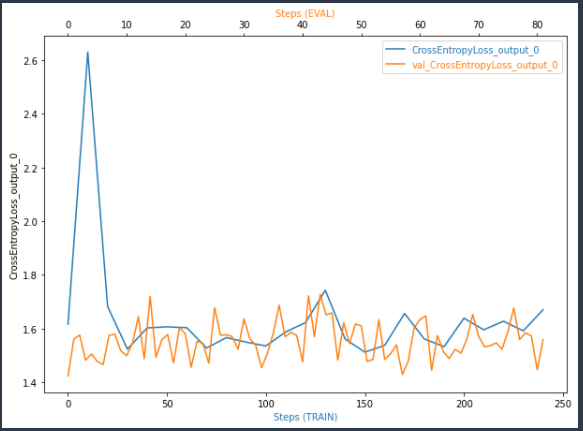 Steps (EVAL)
0 10 20 30 40 50 60 70 80
CrossEntropyLoss_output_0
val_CrossEntropyLoss_output_0
CrossEntropyLoss_output_0
2.6
2.4
2.2
2.0
1.8
1.6
1.4
0 50 100 150 200 250
Steps (TRAIN)